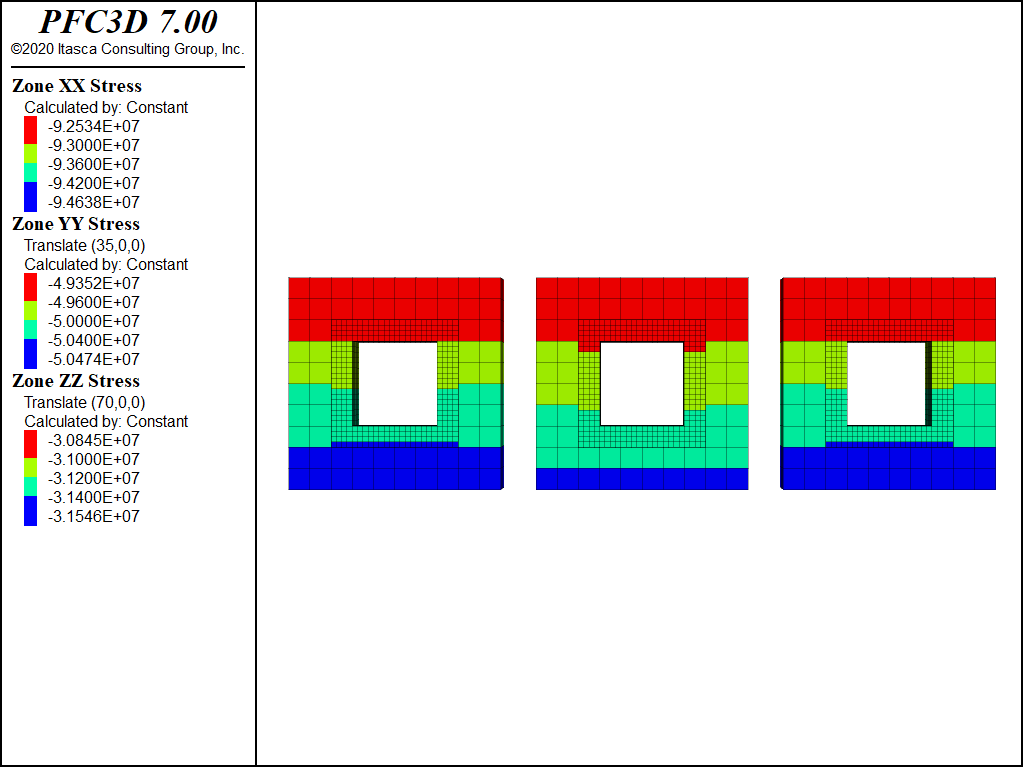 PFC3D 7.00
©2020 Itasca Consulting Group, Inc.
Zone XX Stress
Calculated by: Constant
-9.2534E+07
-9.3000E+07
-9.3600E+07
-9.4200E+07
-9.4638E+07
Zone YY Stress
Translate (35,0,0)
Calculated by: Constant
-4.9352E+07
-4.9600E+07
-5.0000E+07
-5.0400E+07
-5.0474E+07
Zone ZZ Stress
Translate (70,0,0)
Calculated by: Constant
-3.0845E+07
-3.1000E+07
-3.1200E+07
-3.1400E+07
-3.1546E+07